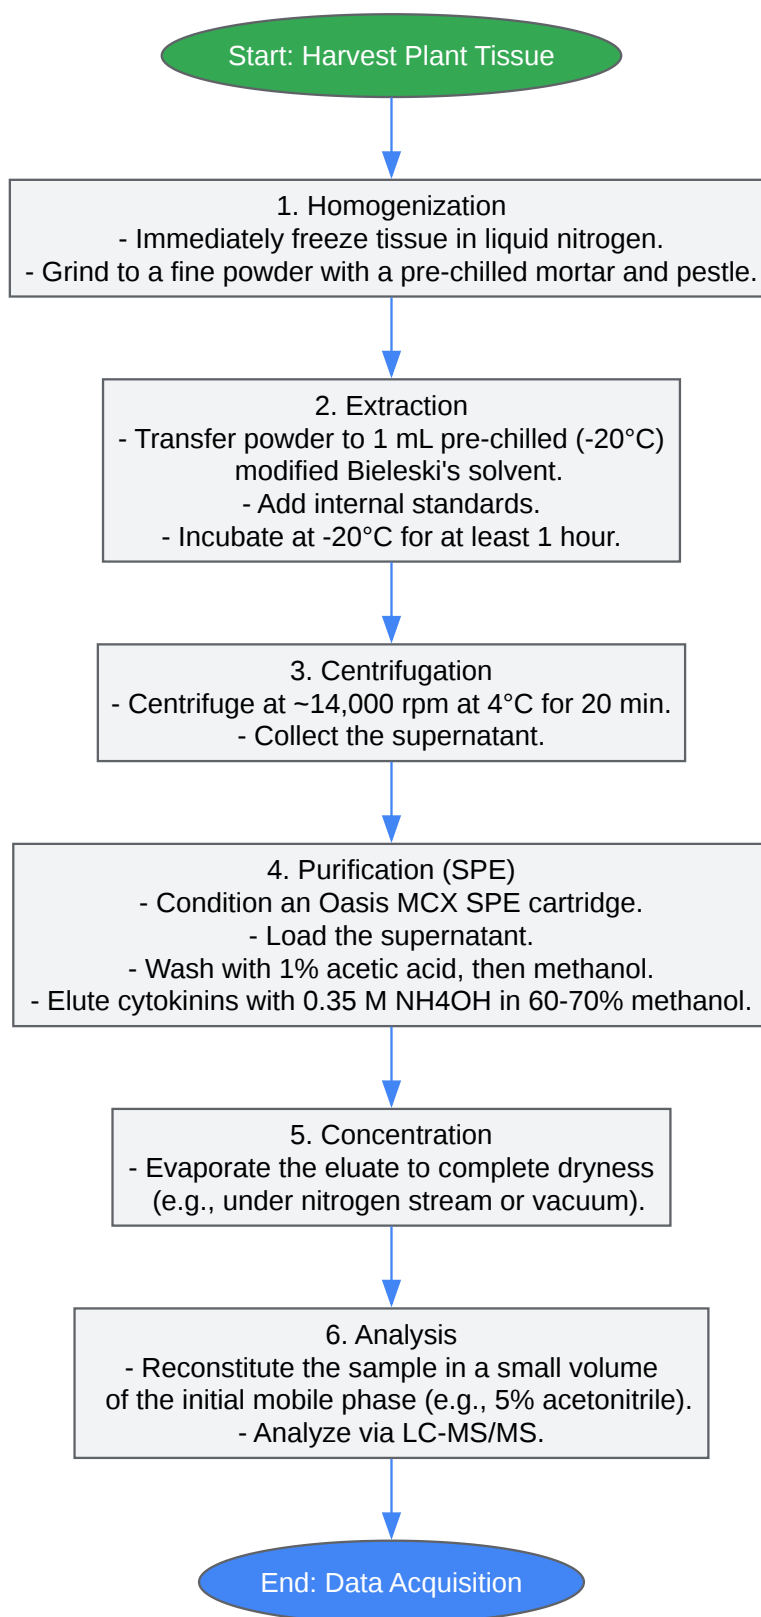 Start: Harvest Plant Tissue
1. Homogenization
- Immediately freeze tissue in liquid nitrogen.
- Grind to a fine powder with a pre-chilled mortar and pestle.
2. Extraction
- Transfer powder to 1 mL pre-chilled (-20°C)
modified Bieleski's solvent.
- Add internal standards.
- Incubate at -20°C for at least 1 hour.
3. Centrifugation
- Centrifuge at ~14,000 rpm at 4°C for 20 min.
- Collect the supernatant.
4. Purification (SPE)
- Condition an Oasis MCX SPE cartridge.
- Load the supernatant.
- Wash with 1% acetic acid, then methanol.
- Elute cytokinins with 0.35 M NH4OH in 60-70% methanol.
5. Concentration
- Evaporate the eluate to complete dryness
(e.g., under nitrogen stream or vacuum).
6. Analysis
- Reconstitute the sample in a small volume
of the initial mobile phase (e.g., 5% acetonitrile).
- Analyze via LC-MS/MS.
End: Data Acquisition